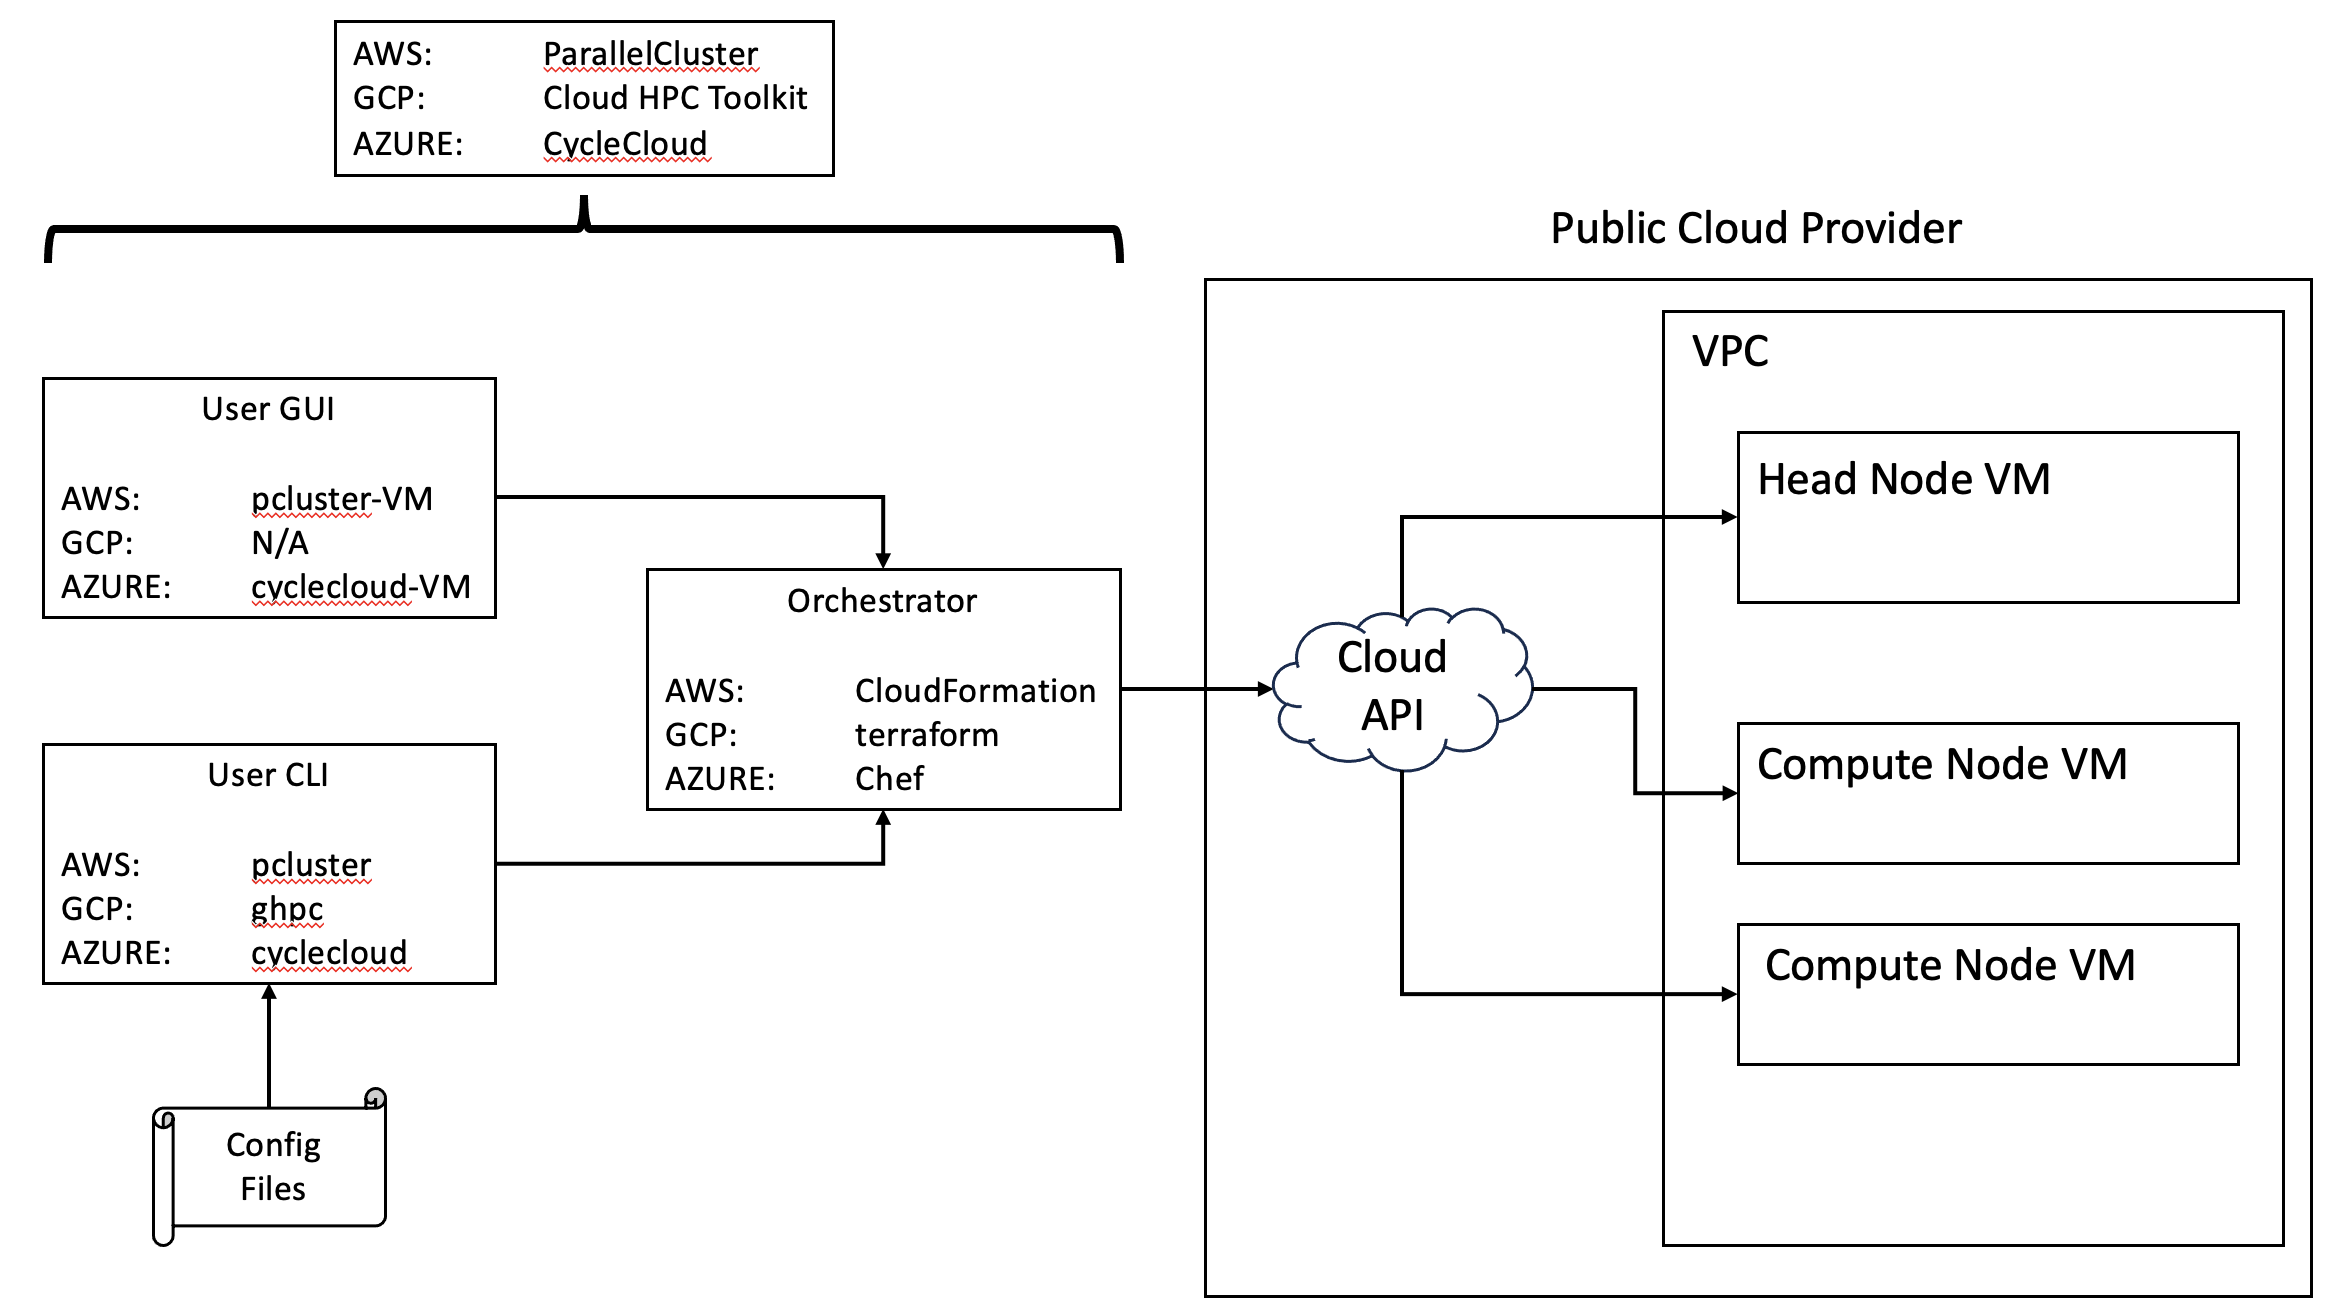 AWS: ParallelCluster
GCP: Cloud HPC Toolkit
AZURE: CycleCloud
Public Cloud Provider
User GUI
AWS: pcluster-VM
GCP: N/A
AZURE: cyclecloud-VM
User CLI
AWS: pcluster
GCP: ghpc
AZURE: cyclecloud
Config
Files
Orchestrator
AWS: CloudFormation
GCP: terraform
AZURE: Chef
Cloud
API
VPC
Head Node VM
Compute Node VM
Compute Node VM